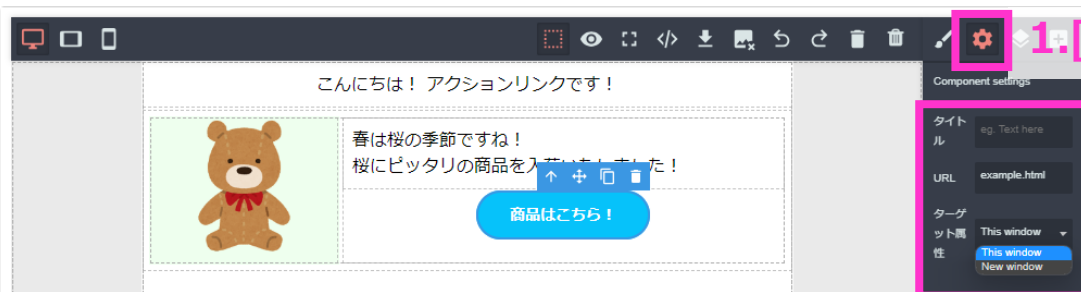 1.
Component settings
こんにちは！ アクションリンクです！
タイト
ル
eg. Text here
春は桜の季節ですね！
桜にピッタリの商品を入荷いたしました！
URL
example.html
商品はこちら！
ターゲ
ット属
性
This window
This window
New window